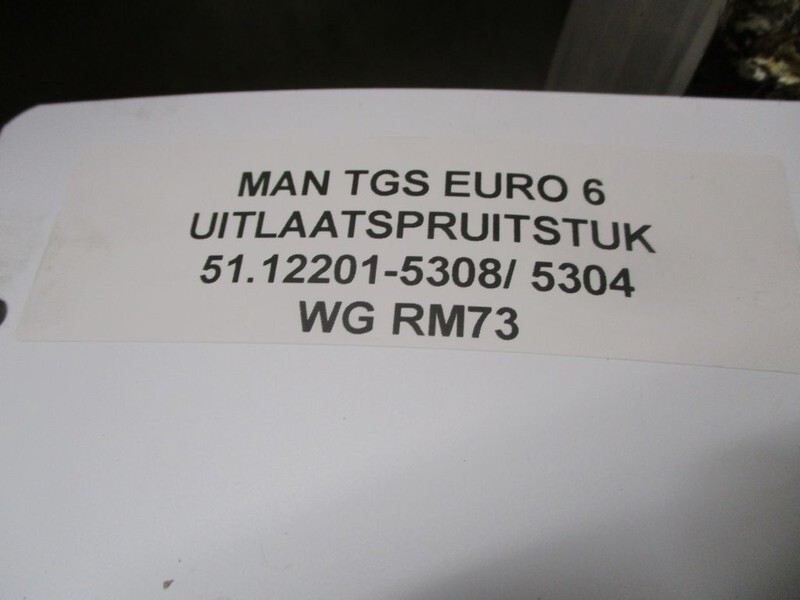 MAN TGS EURO 6
UITLAATSPRUITSTUK
51.12201-5308/ 5304
WG RM73